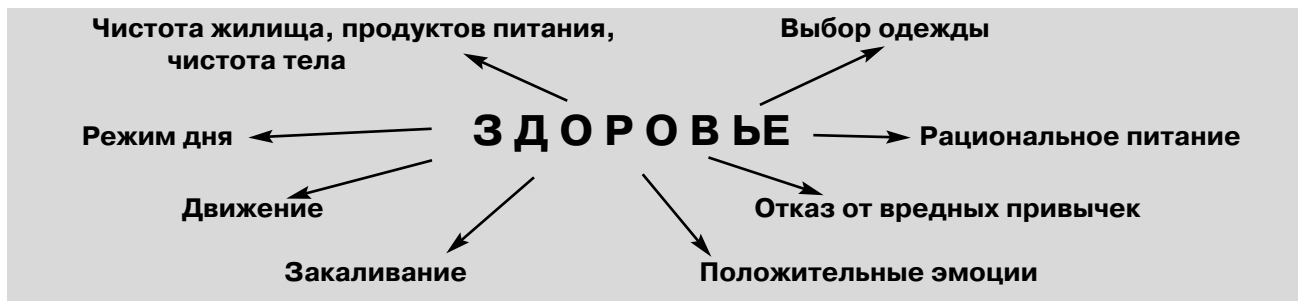 Чистота жилища, продуктов питания,
чистота тела
Выбор одежды
Режим дня
З Д О Р О В ЬЕ
Рациональное питание
Движение
Отказ от вредных привычек
Закаливание
Положительные эмоции